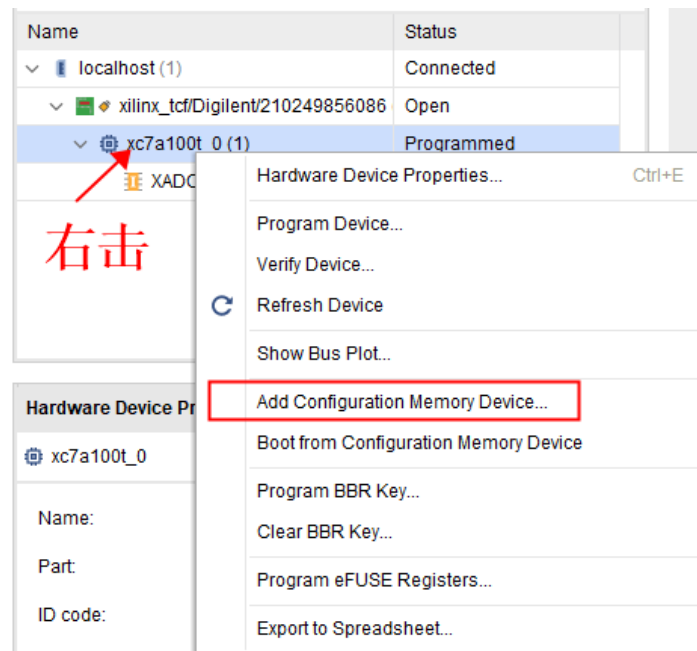 Name Status
localhost (1) Connected
xilinx_tcf/Digilent/210249856086 Open
xc7a100t_0 (1) Programmed
XADC
右击
Hardware Device Properties... Ctrl+E
Program Device...
Verify Device...
Refresh Device
Show Bus Plot...
Add Configuration Memory Device...
Boot from Configuration Memory Device
Program BBR Key...
Clear BBR Key...
Program eFUSE Registers...
Export to Spreadsheet...
Hardware Device Pr
xc7a100t_0
Name:
Part:
ID code: